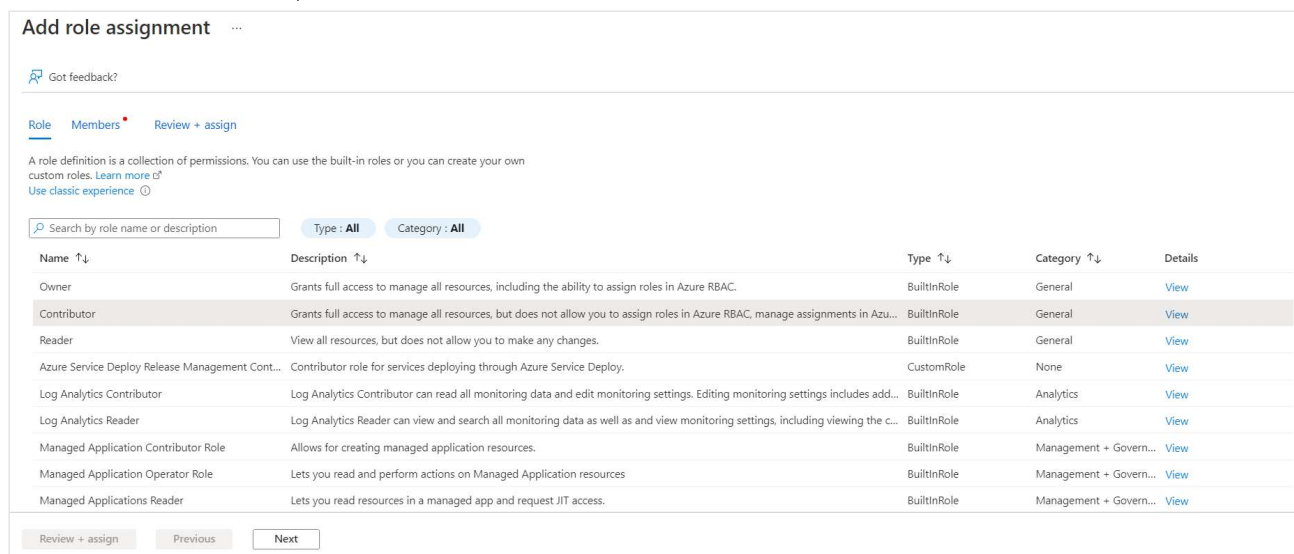 Add role assignment ...
Got feedback?
Role Members Review + assign
A role definition is a collection of permissions. You can use the built-in roles or you can create your own
custom roles. Learn more
Use classic experience
Search by role name or description Type : All Category : All
Name ↑↓ Description ↑↓ Type ↑↓ Category ↑↓ Details
Owner Grants full access to manage all resources, including the ability to assign roles in Azure RBAC. BuiltInRole General View
Contributor Grants full access to manage all resources, but does not allow you to assign roles in Azure RBAC, manage assignments in Azu... BuiltInRole General View
Reader View all resources, but does not allow you to make any changes. BuiltInRole General View
Azure Service Deploy Release Management Cont... Contributor role for services deploying through Azure Service Deploy. CustomRole None View
Log Analytics Contributor Log Analytics Contributor can read all monitoring data and edit monitoring settings. Editing monitoring settings includes add... BuiltInRole Analytics View
Log Analytics Reader Log Analytics Reader can view and search all monitoring data as well as and view monitoring settings, including viewing the c... BuiltInRole Analytics View
Managed Application Contributor Role Allows for creating managed application resources. BuiltInRole Management + Govern... View
Managed Application Operator Role Lets you read and perform actions on Managed Application resources BuiltInRole Management + Govern... View
Managed Applications Reader Lets you read resources in a managed app and request JIT access. BuiltInRole Management + Govern... View
Review + assign Previous Next